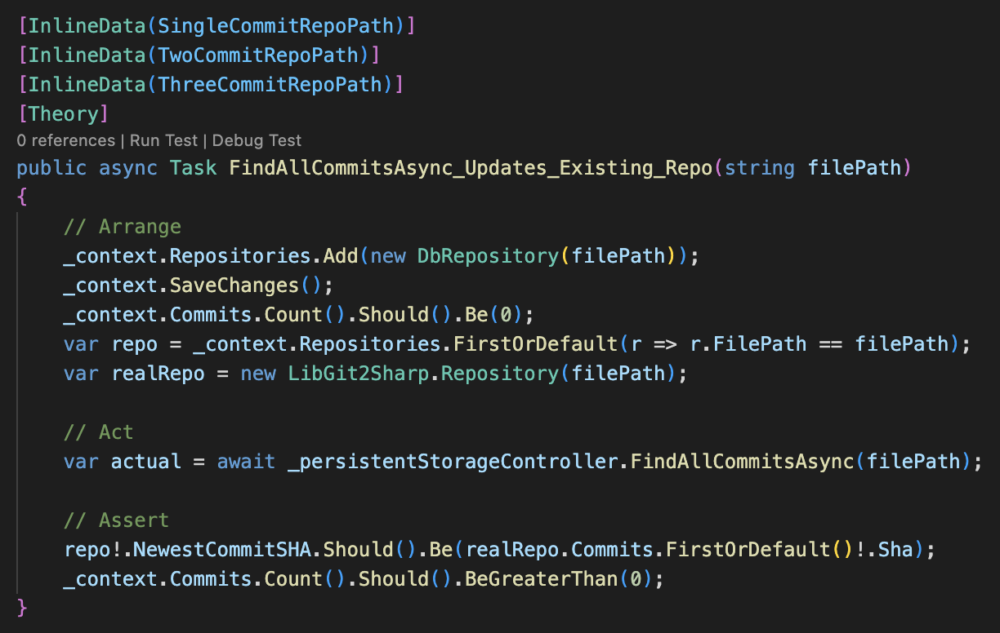 [InlineData(SingleCommitRepoPath)]
[InlineData(TwoCommitRepoPath)]
[InlineData(ThreeCommitRepoPath)]
[Theory]
0 references | Run Test | Debug Test
public async Task FindAllCommitsAsync_Updates_Existing_Repo(string filePath)
{
    // Arrange
    _context.Repositories.Add(new DbRepository(filePath));
    _context.SaveChanges();
    _context.Commits.Count().Should().Be(0);
    var repo = _context.Repositories.FirstOrDefault(r => r.FilePath == filePath);
    var realRepo = new LibGit2Sharp.Repository(filePath);

    // Act
    var actual = await _persistentStorageController.FindAllCommitsAsync(filePath);

    // Assert
    repo!.NewestCommitSHA.Should().Be(realRepo.Commits.FirstOrDefault()!.Sha);
    _context.Commits.Count().Should().BeGreaterThan(0);
}